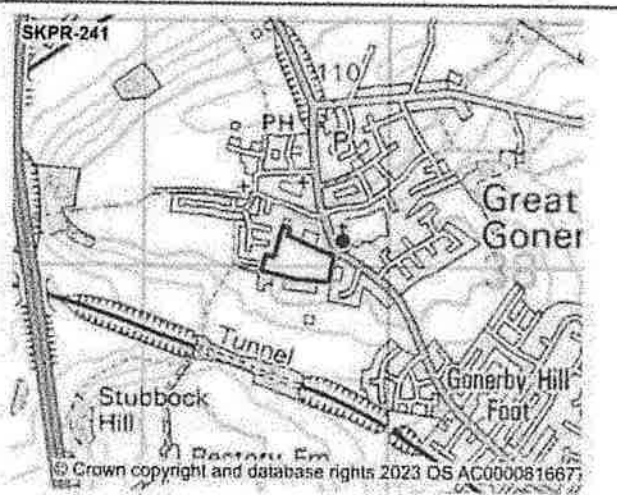 SKPR-241
110
PH
P
Great
Goner
38
Tunnel
Gonerby Hill
Foot
Stubbock
Hill
© Crown copyright and database rights 2023 OS AC000081667